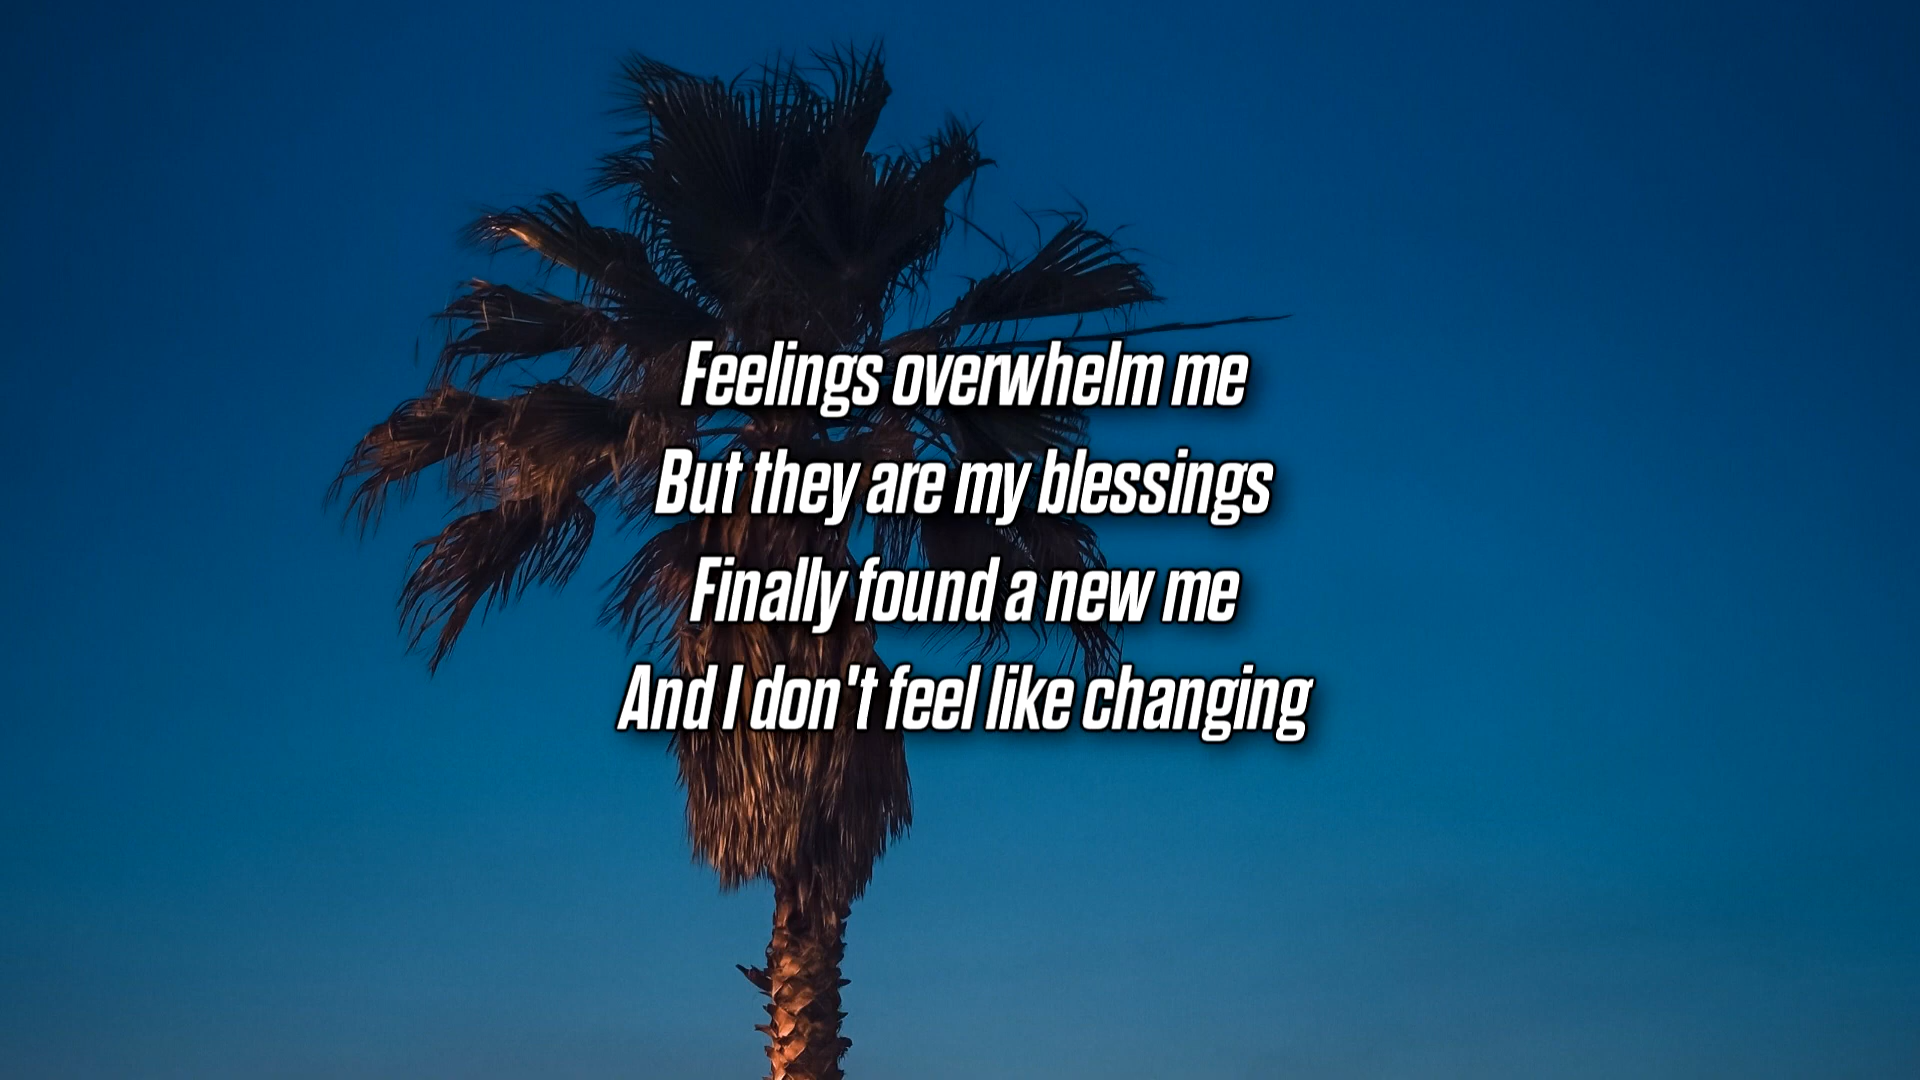 Feelings overwhelm me
But they are my blessings
Finally found a new me
And I don't feel like changing